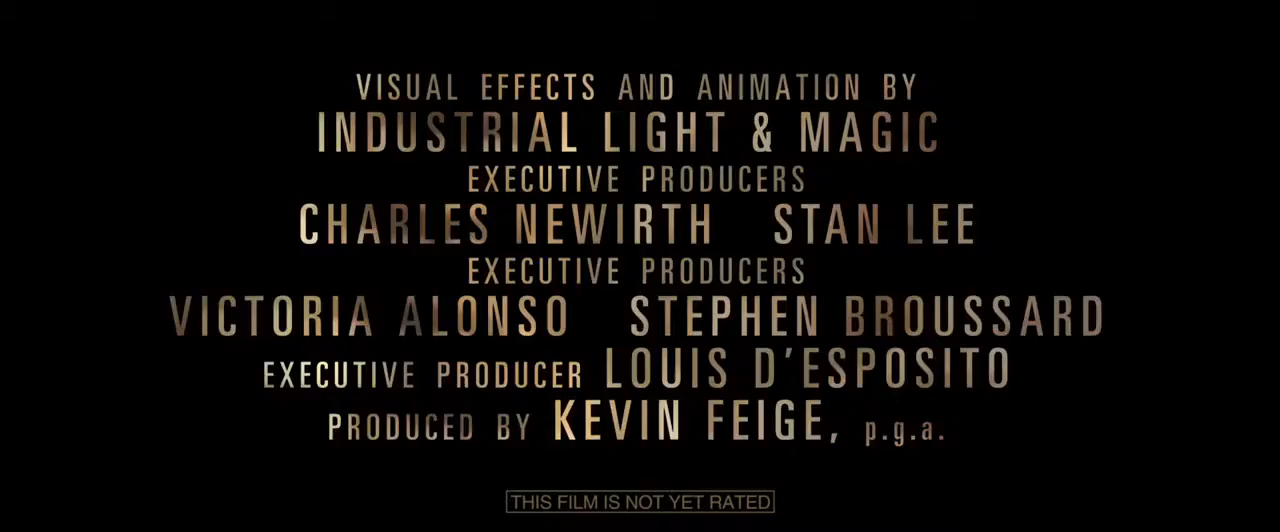 VISUAL EFFECTS AND ANIMATION BY
INDUSTRIAL LIGHT & MAGIC
EXECUTIVE PRODUCERS
CHARLES NEWIRTH STAN LEE
EXECUTIVE PRODUCERS
VICTORIA ALONSO STEPHEN BROUSSARD
EXECUTIVE PRODUCER LOUIS D'ESPOSITO
PRODUCED BY KEVIN FEIGE, p.g.a.
THIS FILM IS NOT YET RATED